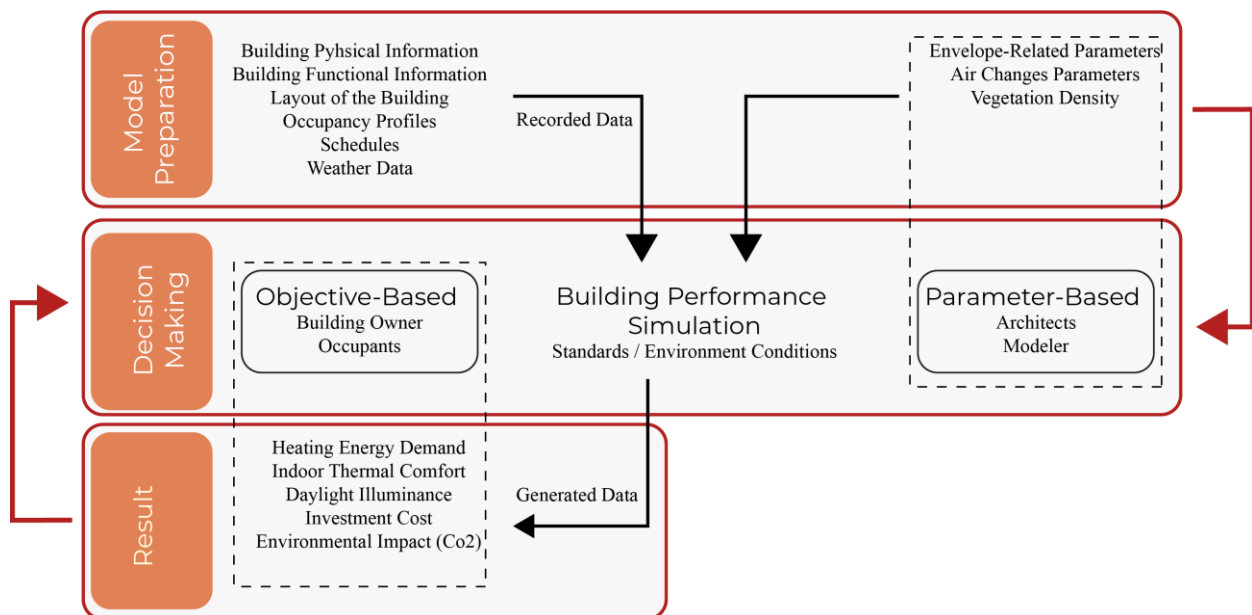 Model
Preparation
Building Pyhsical Information
Building Functional Information
Layout of the Building
Occupancy Profiles
Schedules
Weather Data
Recorded Data
Envelope-Related Parameters
Air Changes Parameters
Vegetation Density
Decision
Making
Objective-Based
Building Owner
Occupants
Building Performance
Simulation
Standards / Environment Conditions
Parameter-Based
Architects
Modeler
Result
Heating Energy Demand
Indoor Thermal Comfort
Daylight Illuminance
Investment Cost
Environmental Impact (Co2)
Generated Data